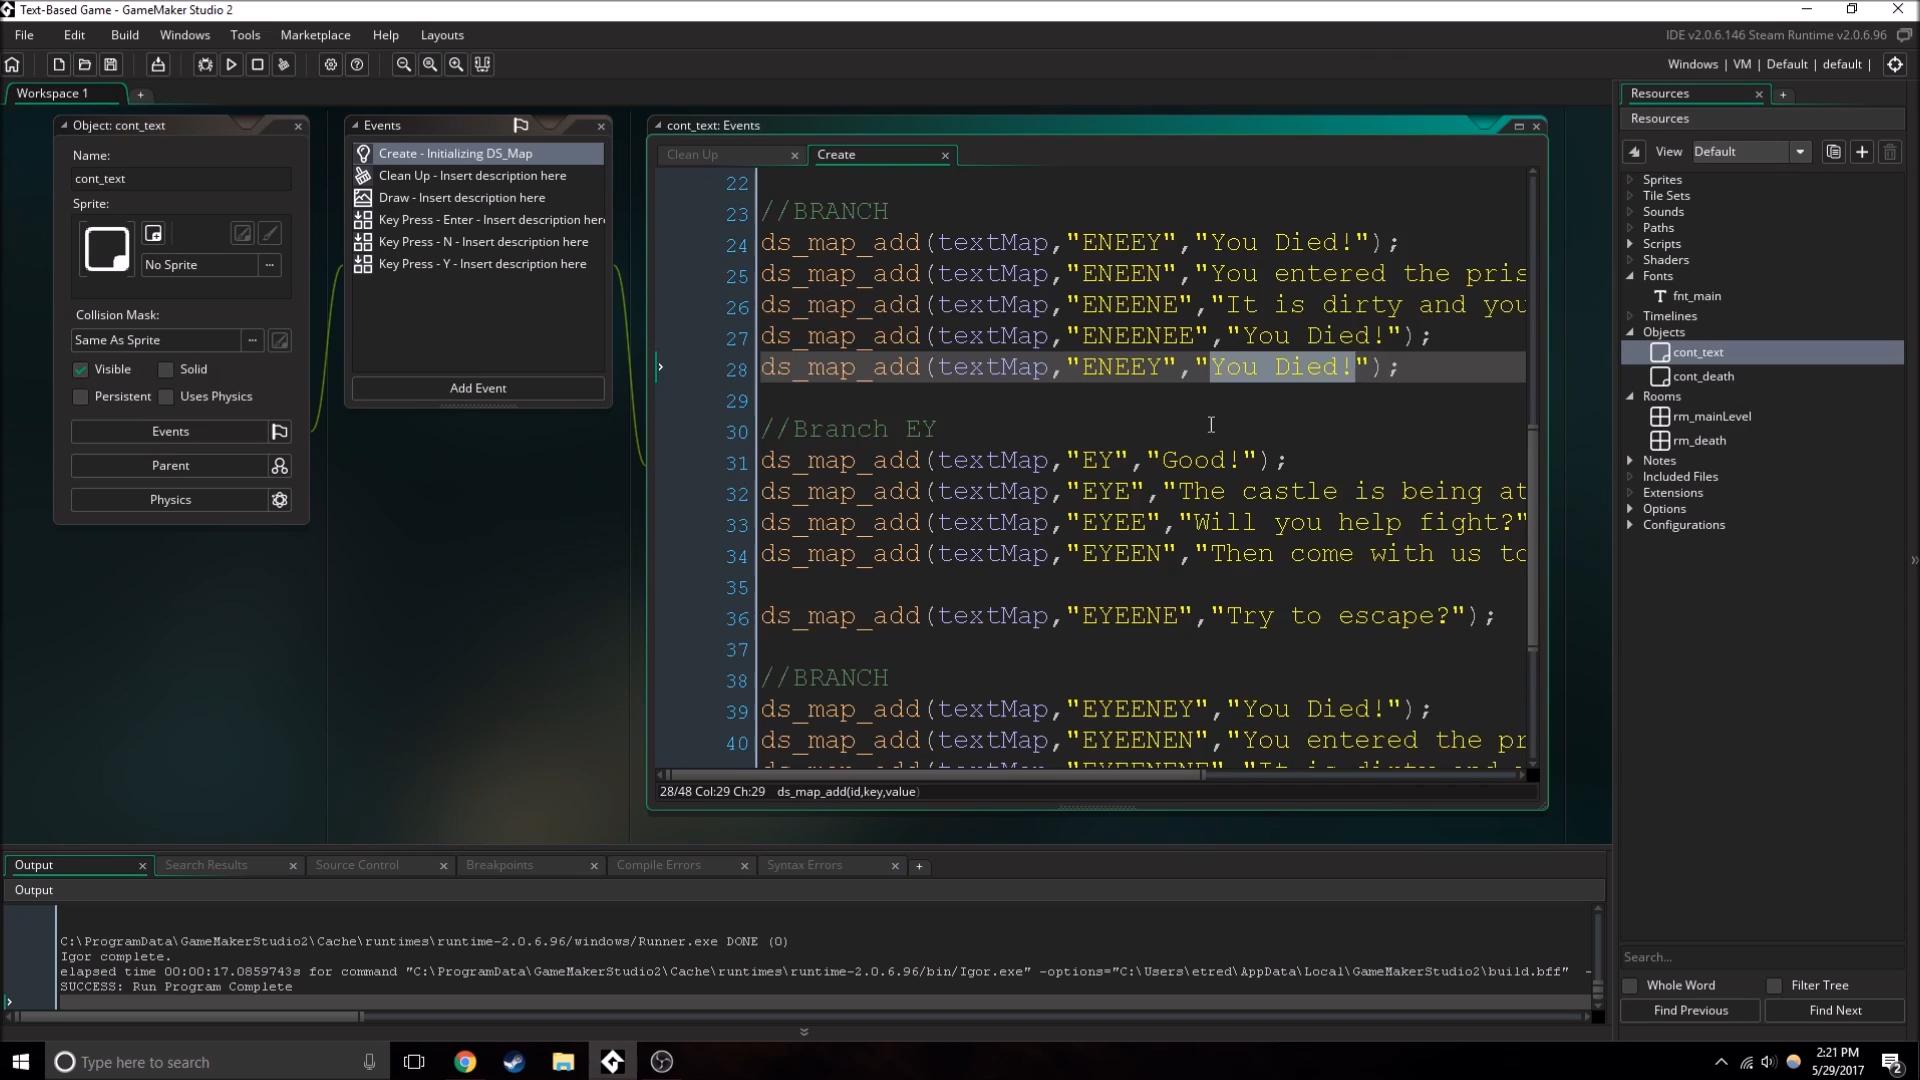 Text-Based Game - GameMaker Studio 2
File Edit Build Windows Tools Marketplace Help Layouts
IDE v2.0.6.146 Steam Runtime v2.0.6.96
Windows | VM | Default | default |
Workspace 1
Object: cont_text
Name:
cont_text
Sprite:
No Sprite
Collision Mask:
Same As Sprite
Visible Solid
Persistent Uses Physics
Events
Parent
Physics
Events
Create - Initializing DS_Map
Clean Up - Insert description here
Draw - Insert description here
Key Press - Enter - Insert description here
Key Press - N - Insert description here
Key Press - Y - Insert description here
Add Event
cont_text: Events
Clean Up
Create
22
23 //BRANCH
24 ds_map_add(textMap,"ENEEY","You Died!");
25 ds_map_add(textMap,"ENEEN","You entered the pris
26 ds_map_add(textMap,"ENEENE","It is dirty and you
27 ds_map_add(textMap,"ENEENEE","You Died!");
28 ds_map_add(textMap,"ENEEY","You Died!");
29
30 //Branch EY
31 ds_map_add(textMap,"EY","Good!");
32 ds_map_add(textMap,"EYE","The castle is being at
33 ds_map_add(textMap,"EYEE","Will you help fight?"
34 ds_map_add(textMap,"EYEEN","Then come with us to
35
36 ds_map_add(textMap,"EYEENE","Try to escape?");
37
38 //BRANCH
39 ds_map_add(textMap,"EYEENEY","You Died!");
40 ds_map_add(textMap,"EYEENEN","You entered the pr
28/48 Col:29 Ch:29 ds_map_add(id,key,value)
Resources
Resources
View Default
Sprites
Tile Sets
Sounds
Paths
Scripts
Shaders
Fonts
fnt_main
Timelines
Objects
cont_text
cont_death
Rooms
rm_mainLevel
rm_death
Notes
Included Files
Extensions
Options
Configurations
Search...
Whole Word Filter Tree
Find Previous Find Next
Output Search Results Source Control Breakpoints Compile Errors Syntax Errors
Output
C:\ProgramData\GameMakerStudio2\Cache\runtimes\runtime-2.0.6.96/windows/Runner.exe DONE (0)
Igor complete.
elapsed time 00:00:17.0859743s for command "C:\ProgramData\GameMakerStudio2\Cache\runtimes\runtime-2.0.6.96/bin/Igor.exe" -options="C:\Users\etred\AppData\Local\GameMakerStudio2\build.bff" -
SUCCESS: Run Program Complete
Type here to search
2:21 PM
5/29/2017
2